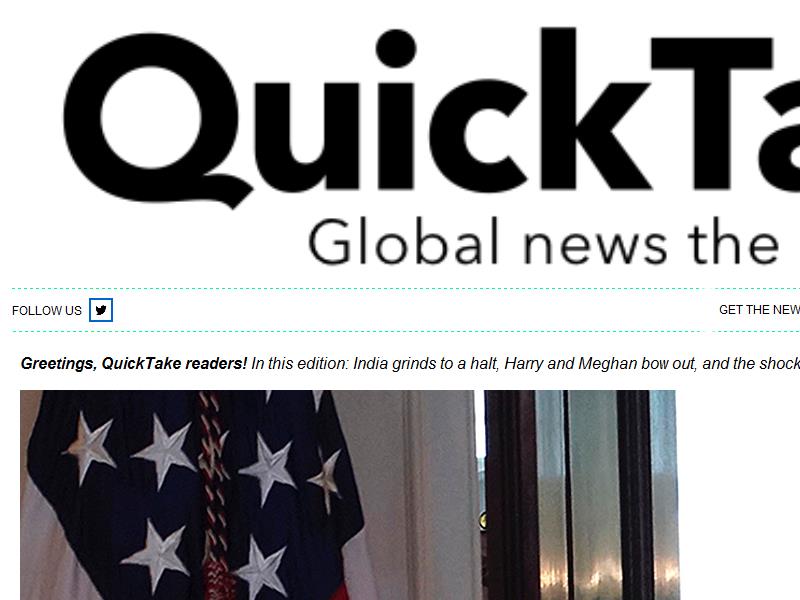 QuickTa
Global news the
FOLLOW US
GET THE NEW
Greetings, QuickTake readers! In this edition: India grinds to a halt, Harry and Meghan bow out, and the shock